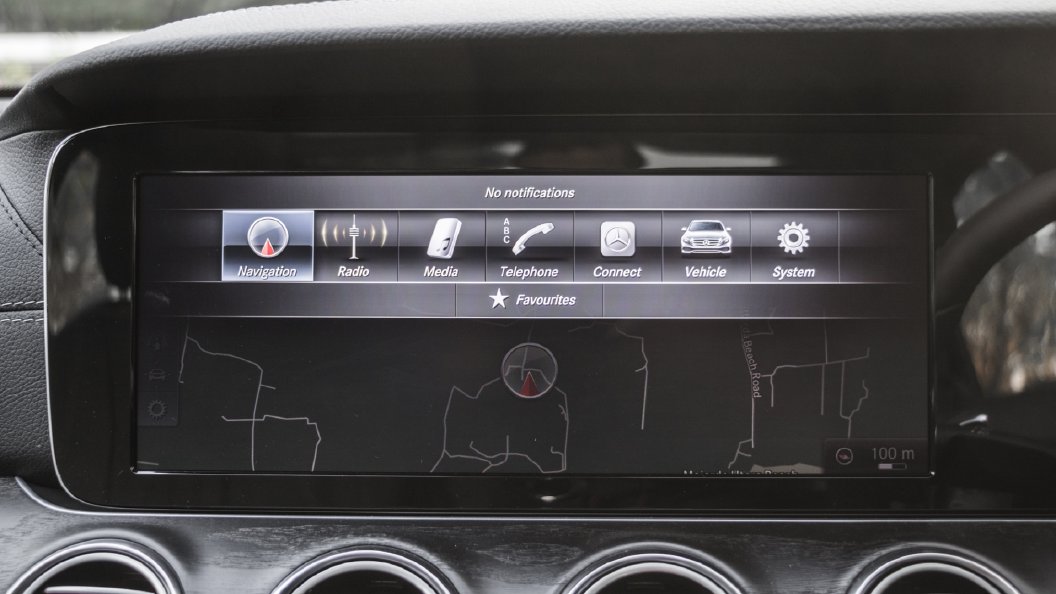 No notifications
A
B
C
Navigation Radio Media Telephone Connect Vehicle System
Favourites
Beach Road
100 m